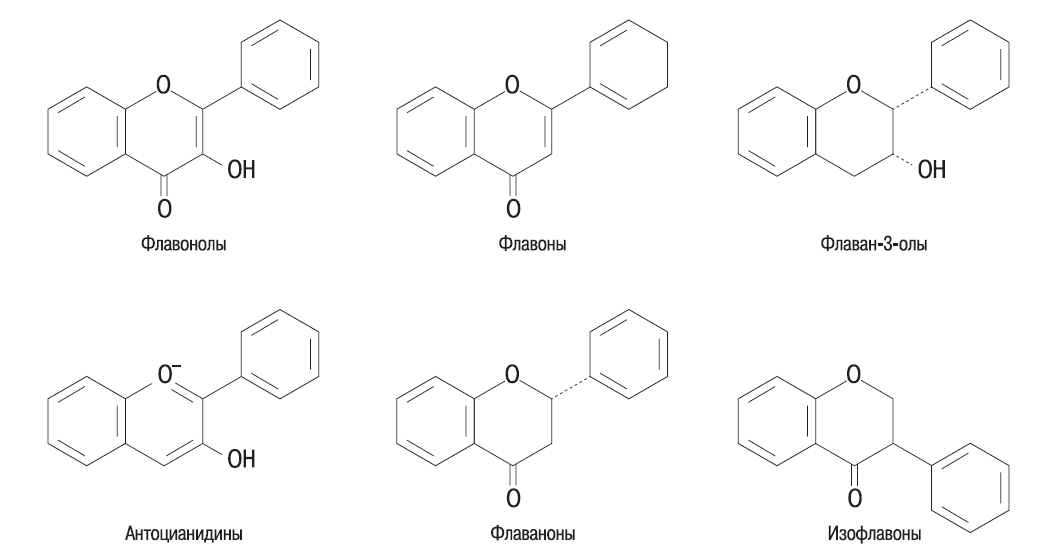 O
OH
O
Флавонолы
O
O
Флавоны
O
OH
Флаван-3-олы
O⁻
OH
Антоцианидины
O
O
Флаваноны
O
O
Изофлавоны